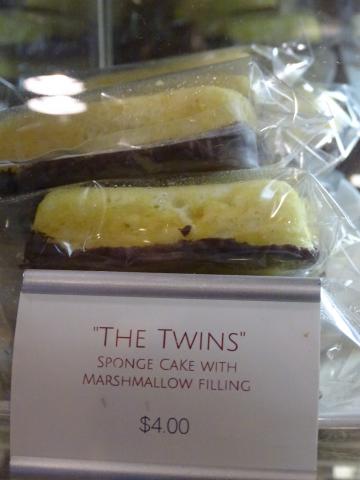 "THE TWINS"
SPONGE CAKE WITH
MARSHMALLOW FILLING
$4.00